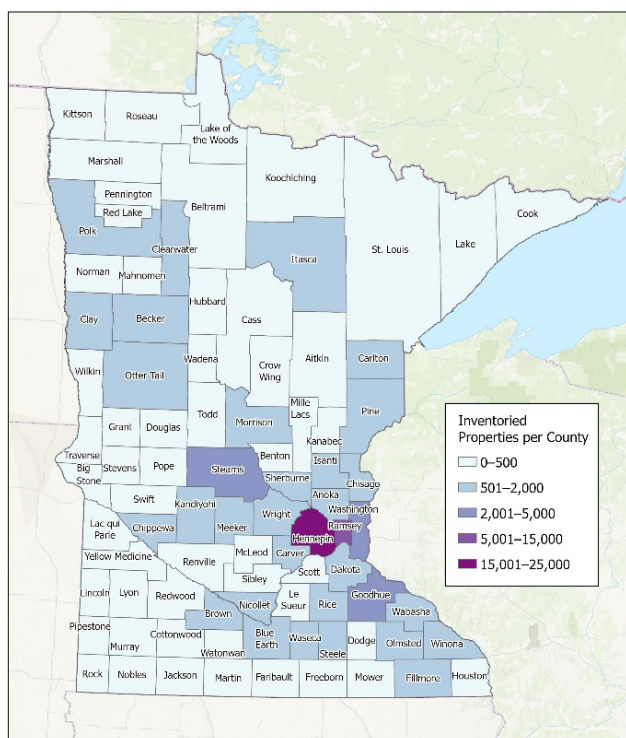 Kittson
Roseau
Lake of
the Woods
Marshall
Koochiching
Pennington
Red Lake
Beltrami
Cook
Polk
Clearwater
Itasca
St. Louis
Lake
Norman
Mahnomen
Hubbard
Cass
Clay
Becker
Aitkin
Carlton
Wadena
Crow
Wing
Wilkin
Otter Tail
Pine
Todd
Mille
Lacs
Morrison
Kanabec
Grant
Douglas
Traverse
Big
Stone
Stevens
Pope
Stearns
Benton
Isanti
Sherburne
Chisago
Swift
Anoka
Kandiyohi
Wright
Washington
Lac qui
Parle
Chippewa
Meeker
Ramsey
Hennepin
Yellow Medicine
McLeod
Carver
Renville
Scott
Dakota
Sibley
Lincoln
Lyon
Redwood
Nicollet
Le
Sueur
Rice
Goodhue
Wabasha
Brown
Pipestone
Murray
Cottonwood
Watonwan
Blue
Earth
Waseca
Steele
Dodge
Olmsted
Winona
Rock
Nobles
Jackson
Martin
Faribault
Freeborn
Mower
Fillmore
Houston
Inventoried
Properties per County
0–500
501–2,000
2,001–5,000
5,001–15,000
15,001–25,000